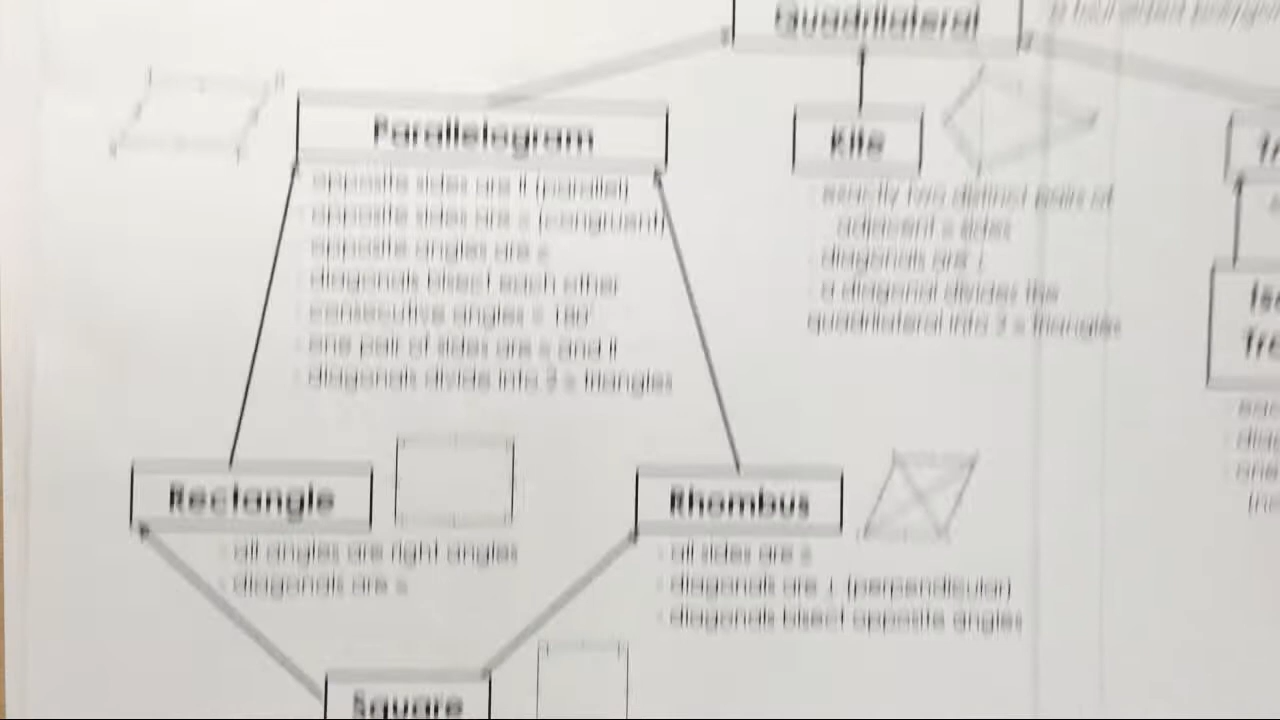 Quadrilateral
Parallelogram
- opposite sides are || (parallel)
- opposite sides are ≅ (congruent)
- opposite angles are ≅
- diagonals bisect each other
- consecutive angles = 180°
- one pair of sides are ≅ and ||
- diagonals divide into 2 ≅ triangles
Kite
- exactly two distinct pairs of
adjacent ≅ sides
- diagonals are ⊥
- a diagonal divides the
quadrilateral into 2 ≅ triangles
Rectangle
- all angles are right angles
- diagonals are ≅
Rhombus
- all sides are ≅
- diagonals are ⊥ (perpendicular)
- diagonals bisect opposite angles
Square